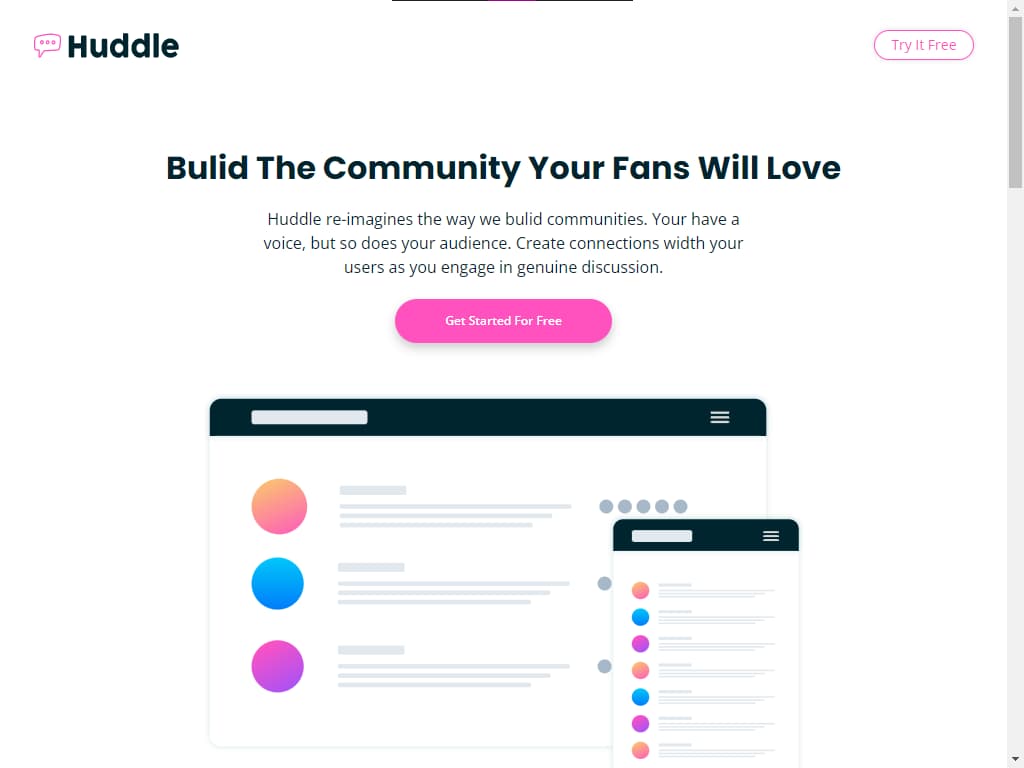 Huddle
Try It Free
Bulid The Community Your Fans Will Love
Huddle re-imagines the way we bulid communities. Your have a
voice, but so does your audience. Create connections width your
users as you engage in genuine discussion.
Get Started For Free